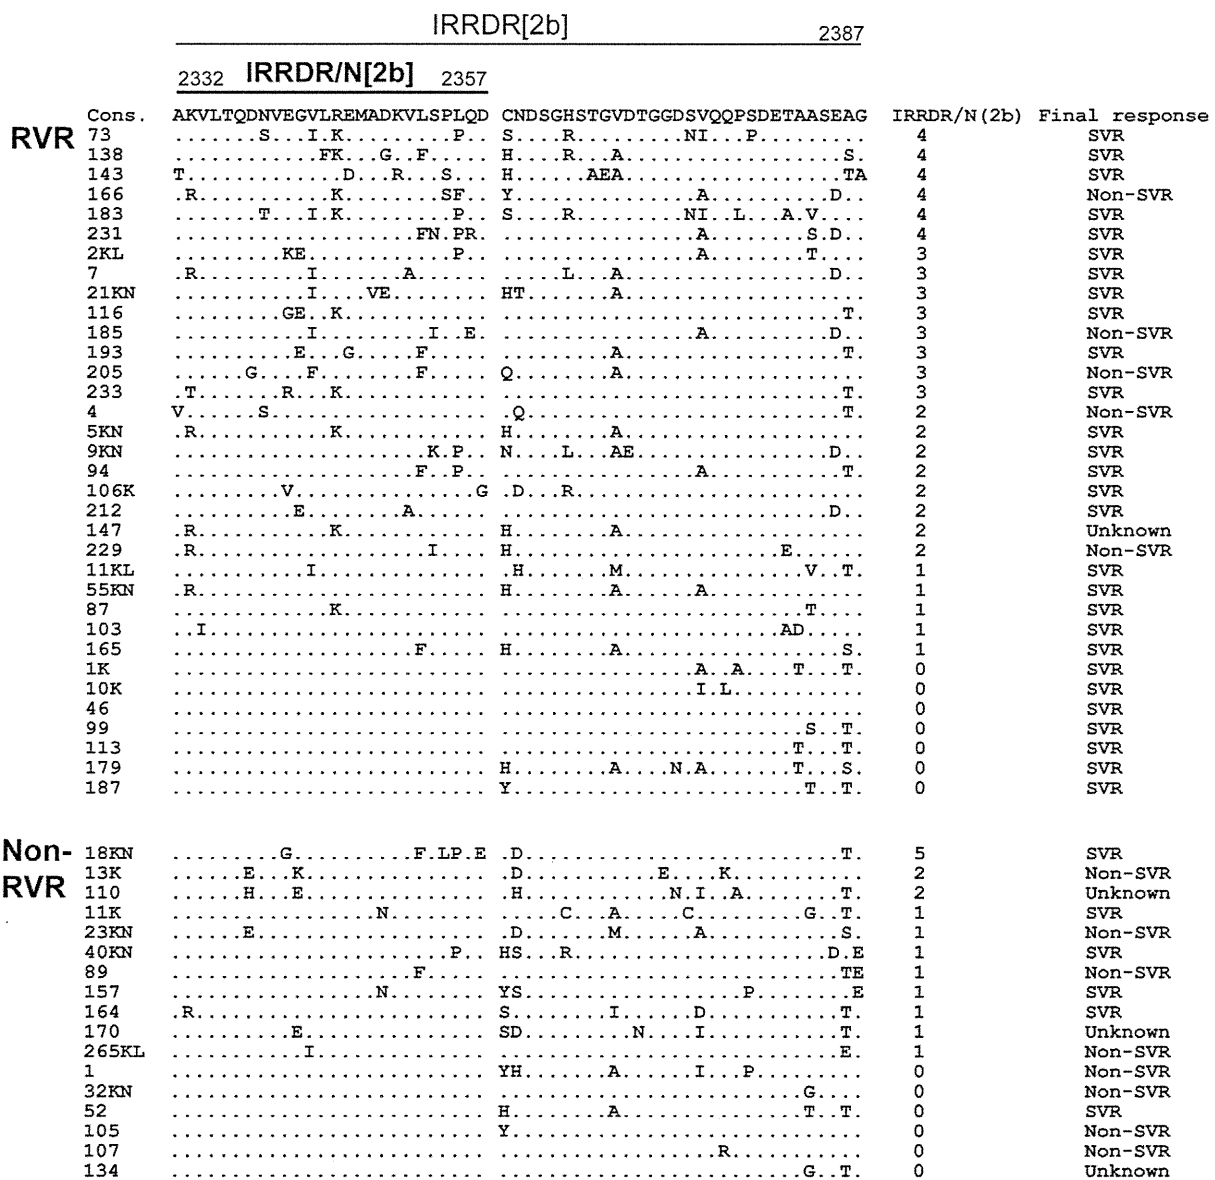 IRRDR[2b] 2387
2332 IRRDR/N[2b] 2357
Cons. AKVLTQDNVEGVLREMADKVLSPLQD CNDSGHSTGVDTGGDSVQQPSDETAASEAG IRRDR/N(2b) Final response
RVR 73 .......S...I.K.........P.. S....R.........NI...P......... 4 SVR
138 ............FK...G..F..... H....R...A..................S. 4 SVR
143 T.............D...R...S... H......AEA..................TA 4 SVR
166 .R...........K........SF.. Y...............A..........D.. 4 Non-SVR
183 .......T...I.K.........P.. S....R.........NI..L...A.V.... 4 SVR
231 ....................FN.PR. ................A........S.D.. 4 SVR
2KL .........KE............P.. ................A........T.... 3 SVR
7 .R.........I.......A...... .....L...A.................D.. 3 SVR
21KN ...........I....VE........ HT.......A.................... 3 SVR
116 .........GE..K............ ............................T. 3 SVR
185 ...........I.........I..E. ................A..........D.. 3 Non-SVR
193 ..........E...G.....F..... .........A..................T. 3 SVR
205 ......G....F........F..... Q........A.................... 3 Non-SVR
233 .T.......R...K............ ............................T. 3 SVR
4 V......S.................. .Q..........................T. 2 Non-SVR
5KN .R...........K............ H........A.................... 2 SVR
9KN .....................K.P.. N....L...AE................D.. 2 SVR
94 ....................F..P.. ................A...........T. 2 SVR
106K .........V...............G .D...R........................ 2 SVR
212 ..........E........A...... ...........................D.. 2 SVR
147 .R...........K............ H........A.................... 2 Unknown
229 .R...................I.... H......................E...... 2 Non-SVR
11KL ...........I.............. .H.......M...............V..T. 1 SVR
55KN .R........................ H........A......A............. 1 SVR
87 .............K............ .........................T.... 1 SVR
103 ..I....................... .......................AD..... 1 SVR
165 ....................F..... H........A..................S. 1 SVR
1K .......................... ................A..A....T...T. 0 SVR
10K .......................... ................I.L........... 0 SVR
46 .......................... .............................. 0 SVR
99 .......................... .........................S..T. 0 SVR
113 .......................... ........................T...T. 0 SVR
179 .......................... H........A....N.A.......T...S. 0 SVR
187 .......................... Y........................T..T. 0 SVR
Non-RVR 18KN .........G..........F.LP.E .D..........................T. 5 SVR
13K ......E...K............... .D...........E....K........... 2 Non-SVR
110 ......H...E............... .H............N.I..A........T. 2 Unknown
11K .................N........ .....C...A.....C.........G..T. 1 SVR
23KN ......E................... .D.......M......A...........S. 1 Non-SVR
40KN .......................P.. HS...R.....................D.E 1 SVR
89 ....................F..... ............................TE 1 Non-SVR
157 .................N........ YS..................P........E 1 SVR
164 .R........................ S........I......D...........T. 1 SVR
170 ..........E............... SD.........N....I...........T. 1 Unknown
265KL ...........I.............. ............................E. 1 Non-SVR
1 .......................... YH.......A......I...P......... 0 Non-SVR
32KN .......................... .........................G.... 0 Non-SVR
52 .......................... H........A...............T..T. 0 SVR
105 .......................... Y............................. 0 Non-SVR
107 .......................... ..................R........... 0 Non-SVR
134 .......................... .........................G..T. 0 Unknown